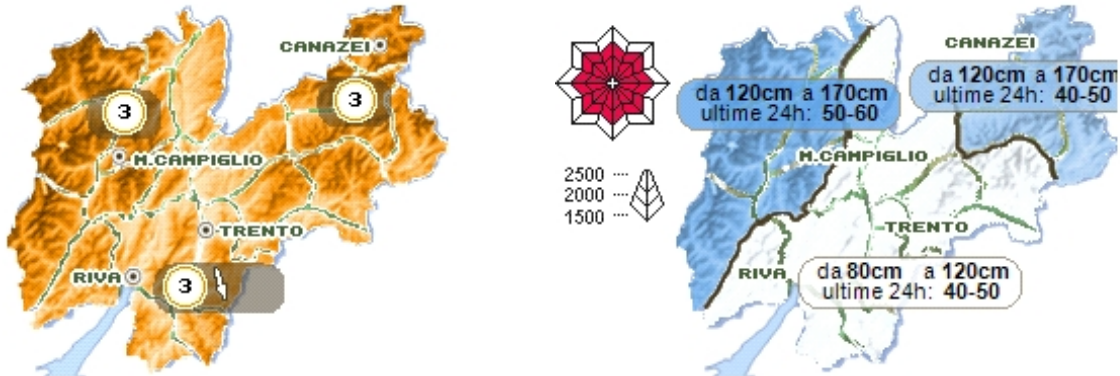 CANAZEI
3
3
M.CAMPIGLIO
TRENTO
RIVA
3
CANAZEI
da 120cm a 170cm
ultime 24h: 50-60
da 120cm a 170cm
ultime 24h: 40-50
M.CAMPIGLIO
2500
2000
1500
TRENTO
RIVA
da 80cm a 120cm
ultime 24h: 40-50